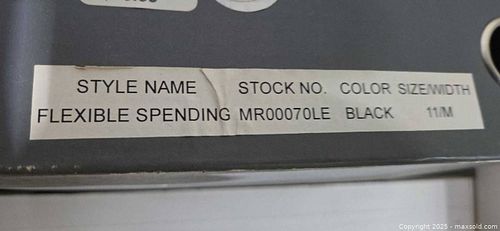 STYLE NAME STOCK NO. COLOR SIZE/WIDTH
FLEXIBLE SPENDING MR00070LE BLACK 11/M
Copyright 2025 - maxsold.com